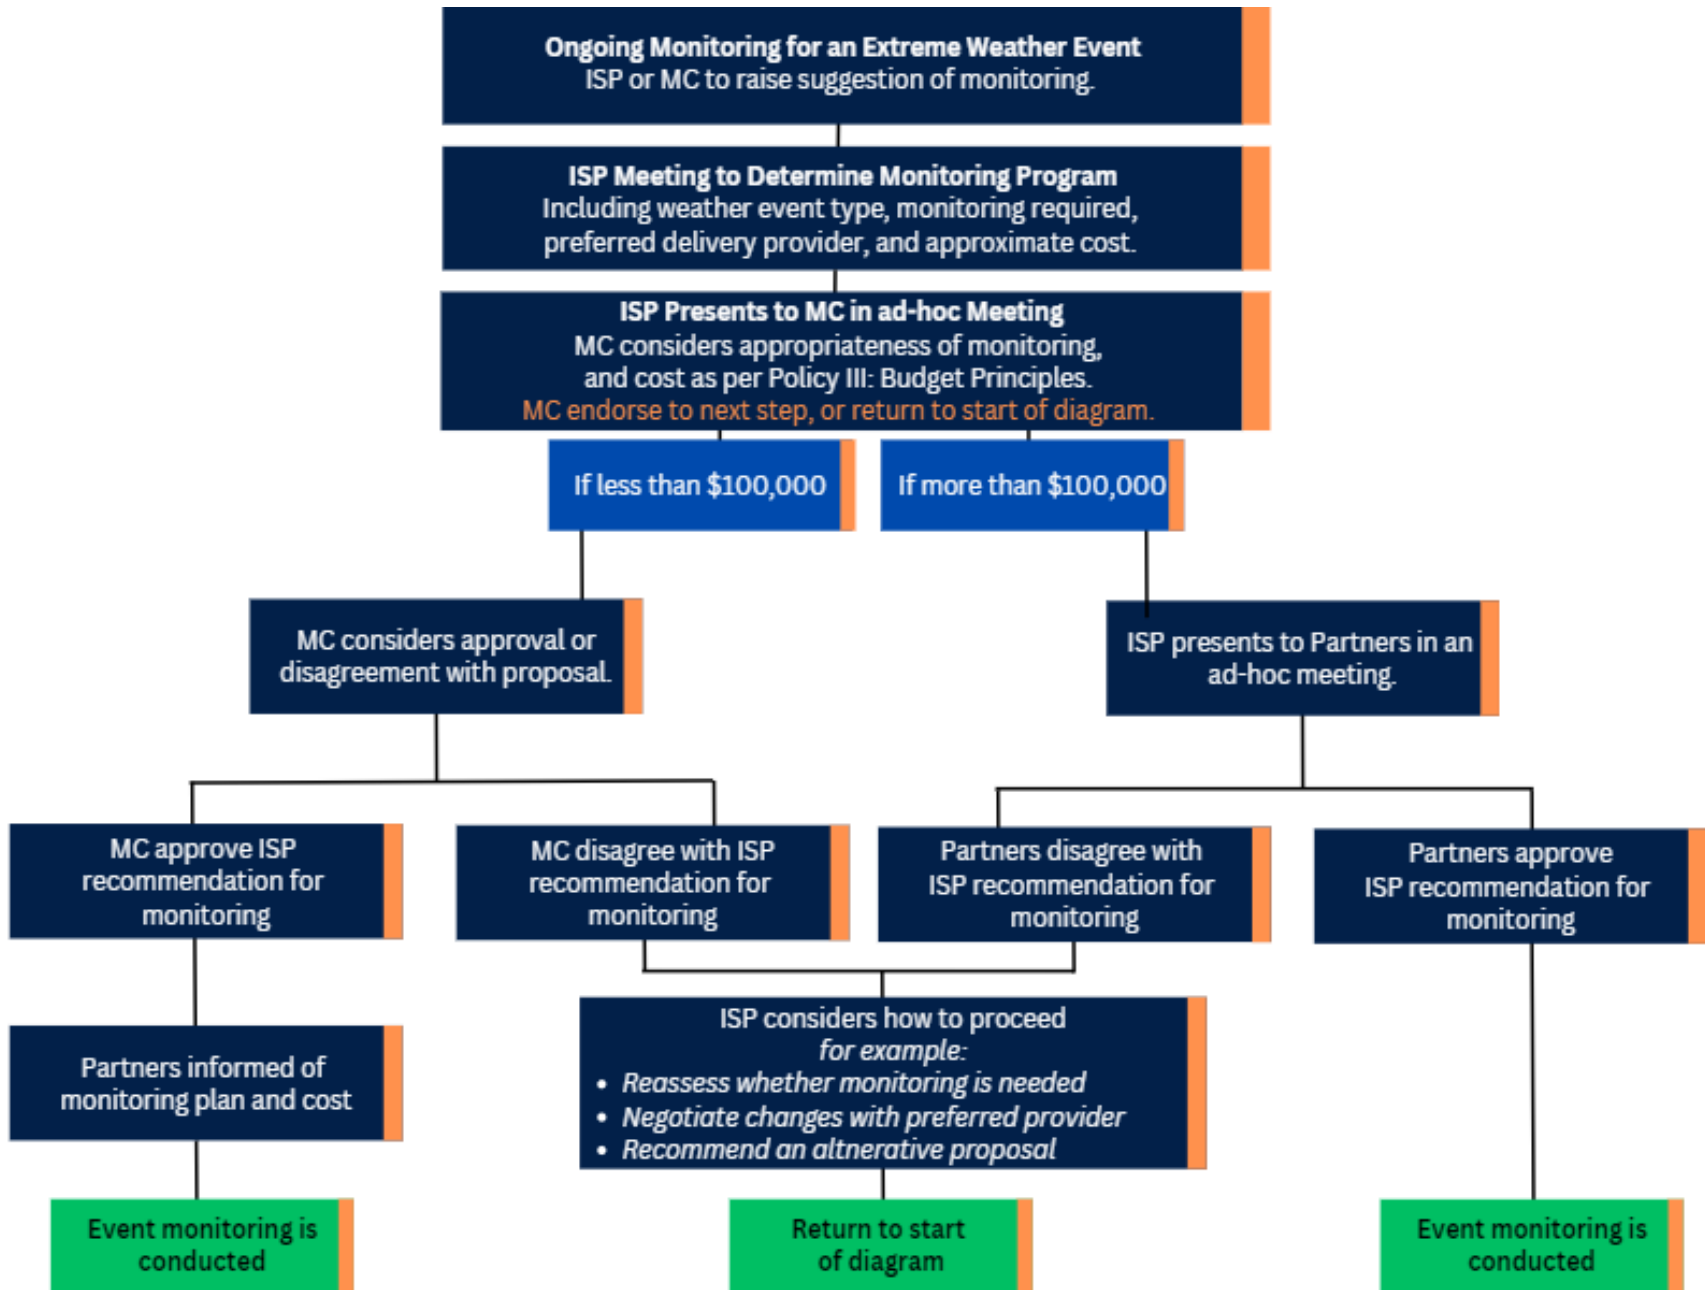 Ongoing Monitoring for an Extreme Weather Event
ISP or MC to raise suggestion of monitoring.
ISP Meeting to Determine Monitoring Program
Including weather event type, monitoring required,
preferred delivery provider, and approximate cost.
ISP Presents to MC in ad-hoc Meeting
MC considers appropriateness of monitoring,
and cost as per Policy III: Budget Principles.
MC endorse to next step, or return to start of diagram.
If less than $100,000
If more than $100,000
MC considers approval or
disagreement with proposal.
ISP presents to Partners in an
ad-hoc meeting.
MC approve ISP
recommendation for
monitoring
MC disagree with ISP
recommendation for
monitoring
Partners disagree with
ISP recommendation for
monitoring
Partners approve
ISP recommendation for
monitoring
Partners informed of
monitoring plan and cost
ISP considers how to proceed
for example:
• Reassess whether monitoring is needed
• Negotiate changes with preferred provider
• Recommend an altnerative proposal
Event monitoring is
conducted
Return to start
of diagram
Event monitoring is
conducted